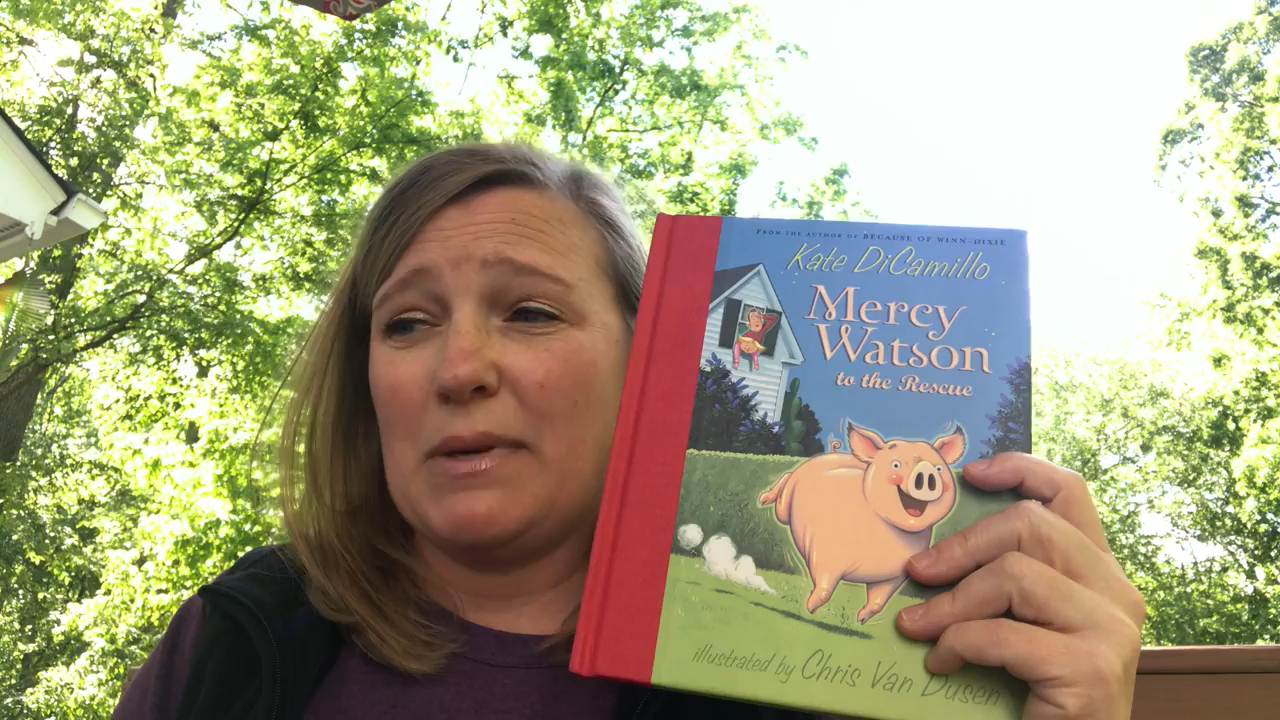 FROM THE AUTHOR OF BECAUSE OF WINN-DIXIE
Kate DiCamillo
Mercy
Watson
to the Rescue
illustrated by Chris Van Dusen